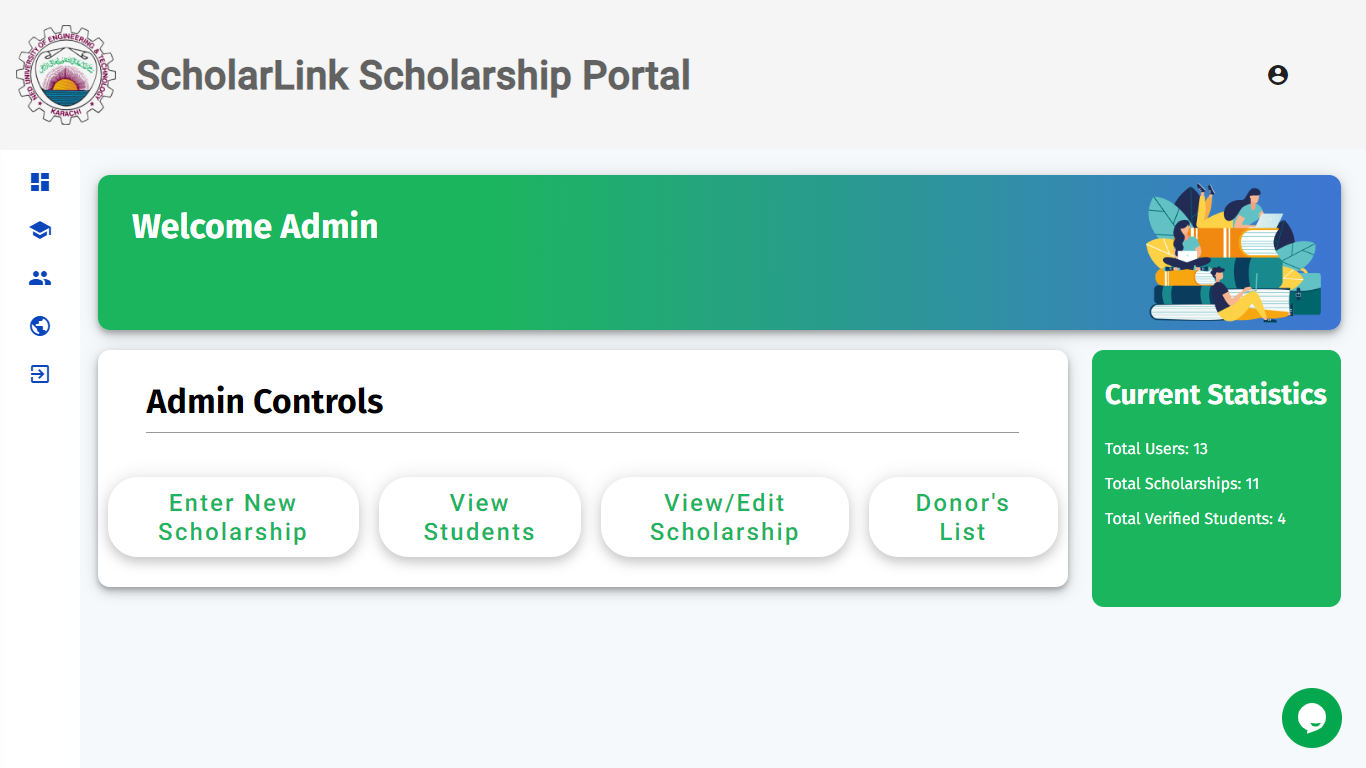 NED UNIVERSITY OF ENGINEERING & TECHNOLOGY
KARACHI
ScholarLink Scholarship Portal
Welcome Admin
Admin Controls
Enter New
Scholarship
View
Students
View/Edit
Scholarship
Donor's
List
Current Statistics
Total Users: 13
Total Scholarships: 11
Total Verified Students: 4